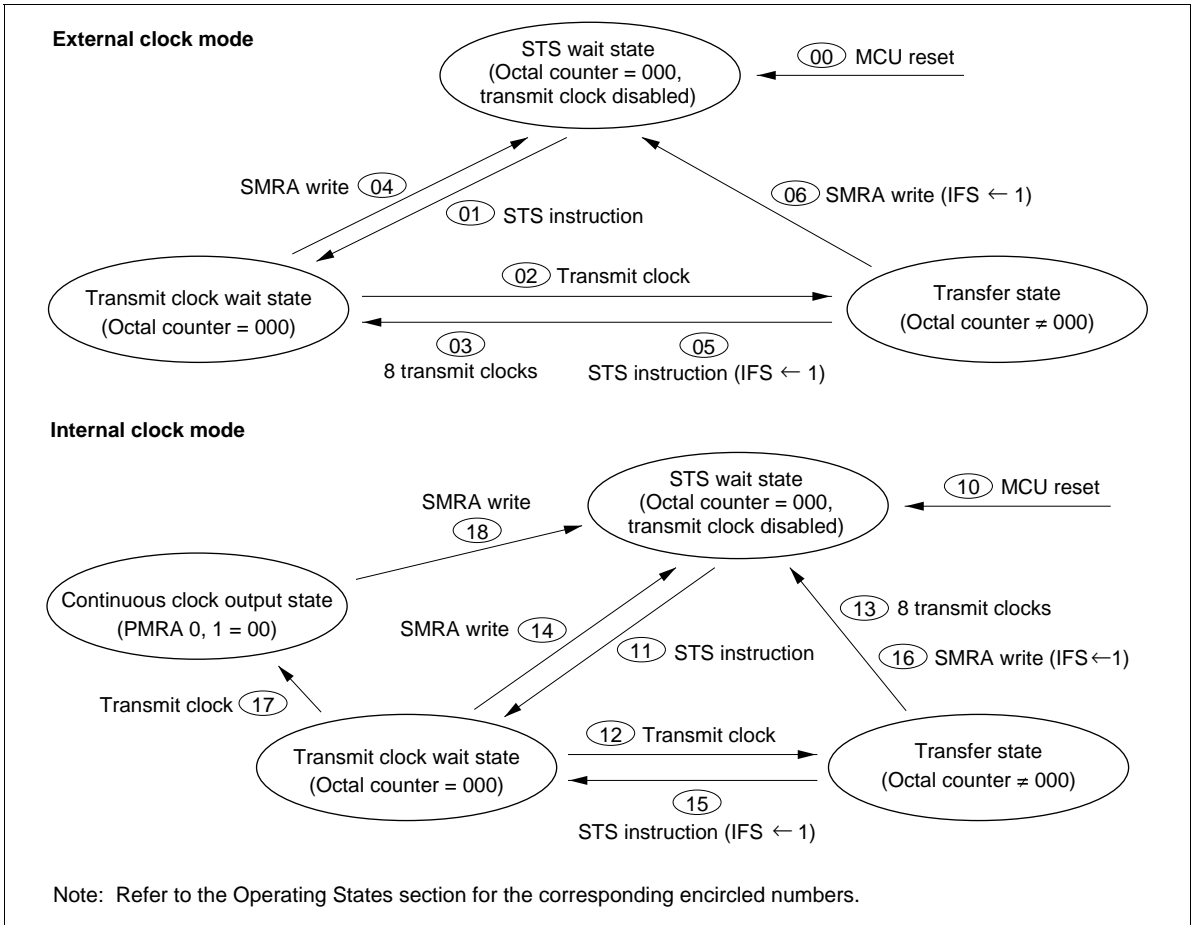 External clock mode
STS wait state
(Octal counter = 000,
transmit clock disabled)
00 MCU reset
SMRA write 04
01 STS instruction
06 SMRA write (IFS ← 1)
Transmit clock wait state
(Octal counter = 000)
02 Transmit clock
Transfer state
(Octal counter ≠ 000)
03
8 transmit clocks
05
STS instruction (IFS ← 1)
Internal clock mode
STS wait state
(Octal counter = 000,
transmit clock disabled)
10 MCU reset
SMRA write
18
Continuous clock output state
(PMRA 0, 1 = 00)
SMRA write 14
11 STS instruction
13 8 transmit clocks
16 SMRA write (IFS←1)
Transmit clock 17
Transmit clock wait state
(Octal counter = 000)
12 Transmit clock
Transfer state
(Octal counter ≠ 000)
15
STS instruction (IFS ← 1)
Note: Refer to the Operating States section for the corresponding encircled numbers.